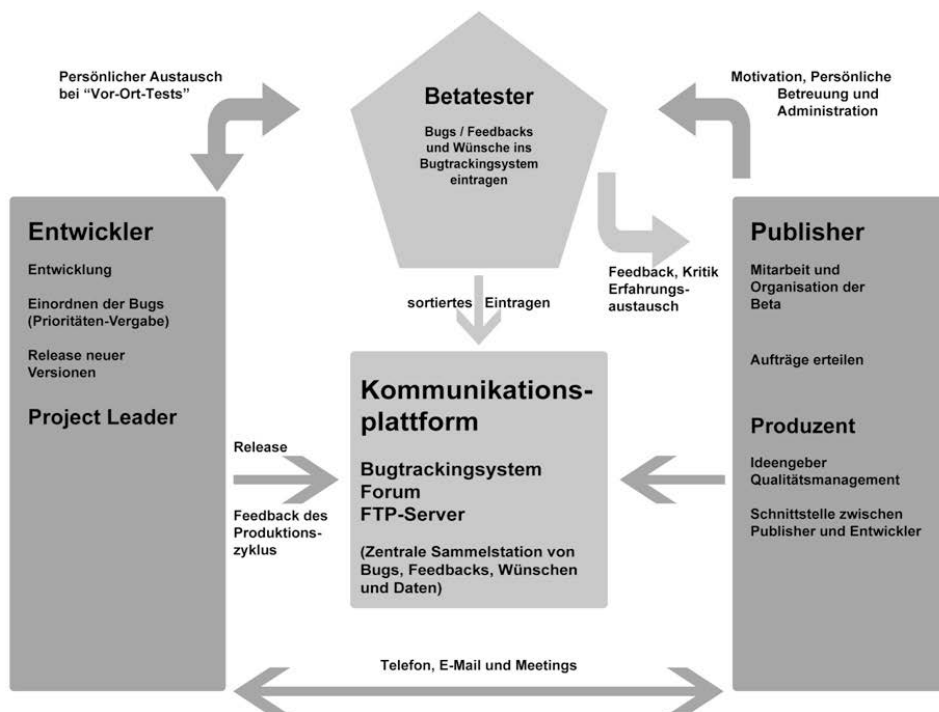 Persönlicher Austausch
bei “Vor-Ort-Tests”
Betatester
Bugs / Feedbacks
und Wünsche ins
Bugtrackingsystem
eintragen
Motivation, Persönliche
Betreuung und
Administration
Entwickler
Entwicklung
Einordnen der Bugs
(Prioritäten-Vergabe)
Release neuer
Versionen
Project Leader
sortiertes Eintragen
Feedback, Kritik
Erfahrungs-
austausch
Publisher
Mitarbeit und
Organisation der
Beta
Aufträge erteilen
Produzent
Ideengeber
Qualitätsmanagement
Schnittstelle zwischen
Publisher und Entwickler
Release
Feedback des
Produktions-
zyklus
Kommunikations-
plattform
Bugtrackingsystem
Forum
FTP-Server
(Zentrale Sammelstation von
Bugs, Feedbacks, Wünschen
und Daten)
Telefon, E-Mail und Meetings